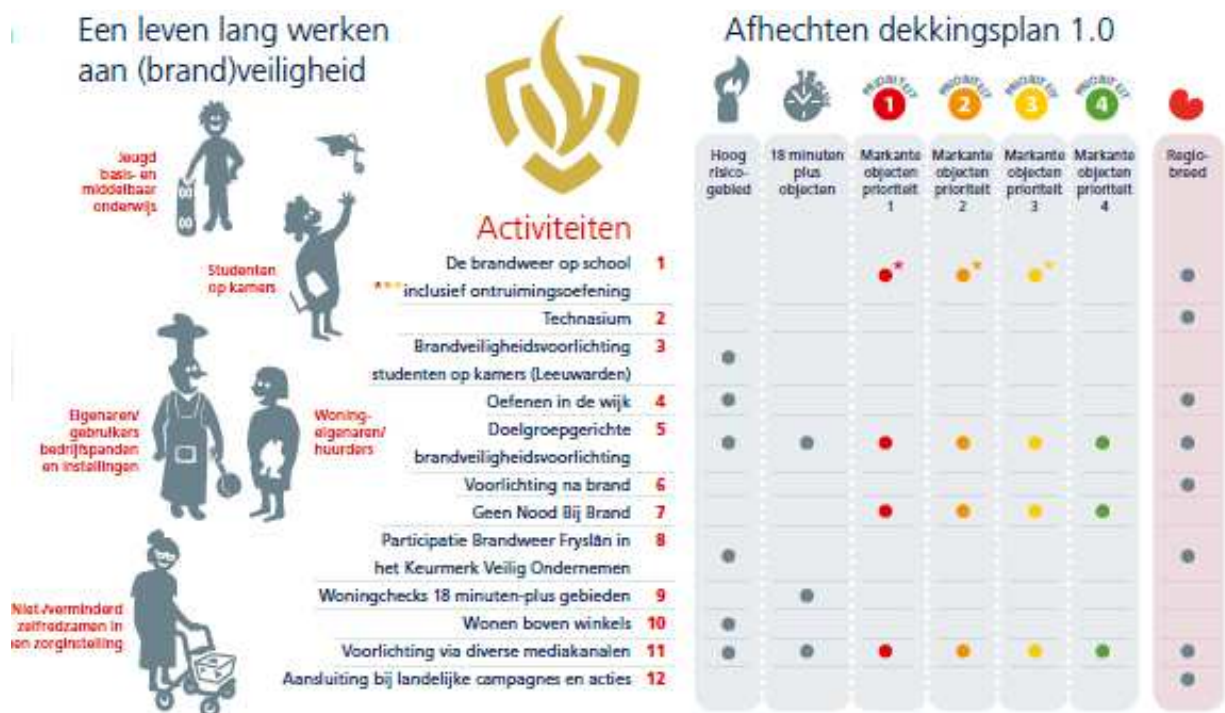 Een leven lang werken
aan (brand)veiligheid
Afhechten dekkingsplan 1.0
PRIORITEIT
1
PRIORITEIT
2
PRIORITEIT
3
PRIORITEIT
4
Hoog
risico-
gebied
18 minuten
plus
objecten
Markante
objecten
prioriteit
1
Markante
objecten
prioriteit
2
Markante
objecten
prioriteit
3
Markante
objecten
prioriteit
4
Regio-
breed
Jeugd
basis- en
middelbaar
onderwijs
Studenten
op kamers
Eigenaren/
gebruikers
bedrijfspanden
en instellingen
Woning-
eigenaren/
huurders
Niet-/verminderd
zelfredzamen in
een zorginstelling
Activiteiten
De brandweer op school 1
***inclusief ontruimingsoefening
Technasium 2
Brandveiligheidsvoorlichting 3
studenten op kamers (Leeuwarden)
Oefenen in de wijk 4
Doelgroepgerichte 5
brandveiligheidsvoorlichting
Voorlichting na brand 6
Geen Nood Bij Brand 7
Participatie Brandweer Fryslân in 8
het Keurmerk Veilig Ondernemen
Woningchecks 18 minuten-plus gebieden 9
Wonen boven winkels 10
Voorlichting via diverse mediakanalen 11
Aansluiting bij landelijke campagnes en acties 12